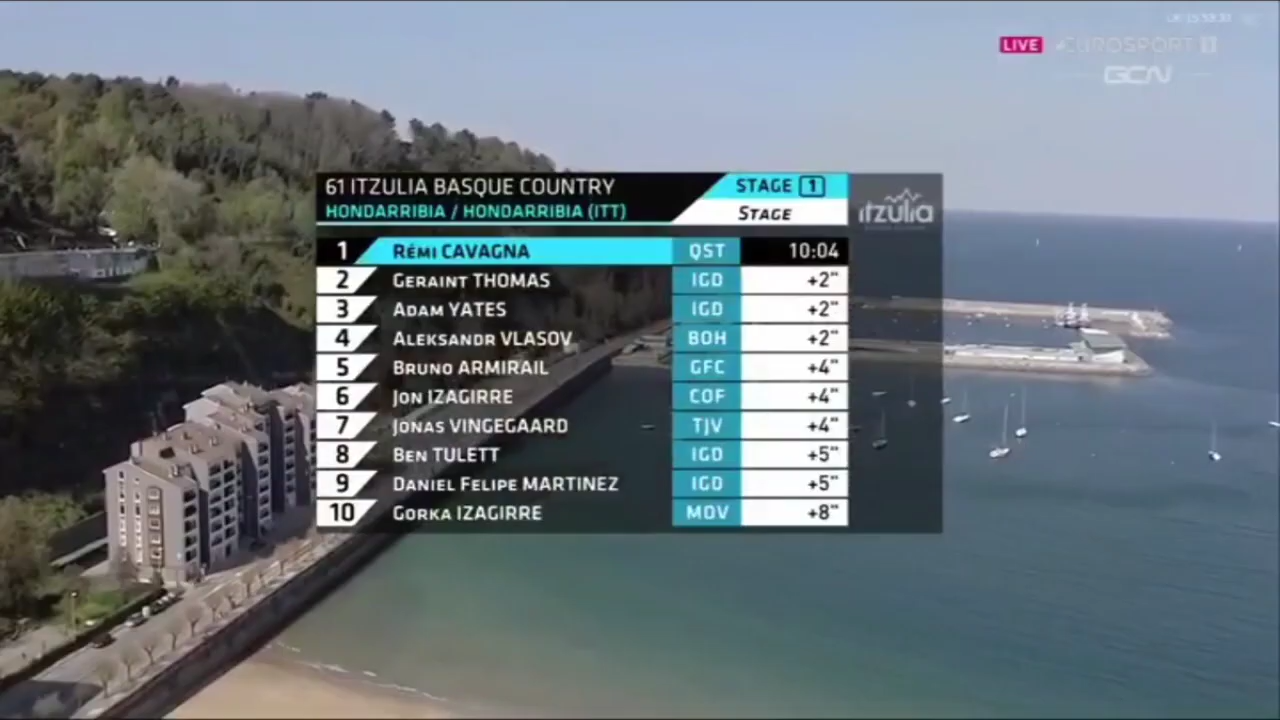 LIVE EUROSPORT 1
GCN
61 ITZULIA BASQUE COUNTRY STAGE 1
HONDARRIBIA / HONDARRIBIA (ITT) STAGE
itzulia
1 RÉMI CAVAGNA QST 10:04
2 GERAINT THOMAS IGD +2"
3 ADAM YATES IGD +2"
4 ALEKSANDR VLASOV BOH +2"
5 BRUNO ARMIRAIL GFC +4"
6 JON IZAGIRRE COF +4"
7 JONAS VINGEGAARD TJV +4"
8 BEN TULETT IGD +5"
9 DANIEL FELIPE MARTINEZ IGD +5"
10 GORKA IZAGIRRE MOV +8"